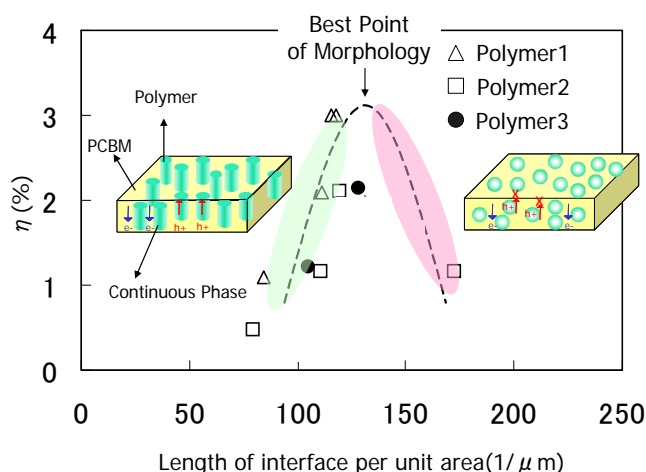 Best Point
of Morphology
Polymer1
Polymer2
Polymer3
Polymer
PCBM
e-
e-
h+
h+
Continuous Phase
X
X
h+
h+
e-
e-
4
3
2
1
0
η (%)
0
50
100
150
200
250
Length of interface per unit area(1/μm)